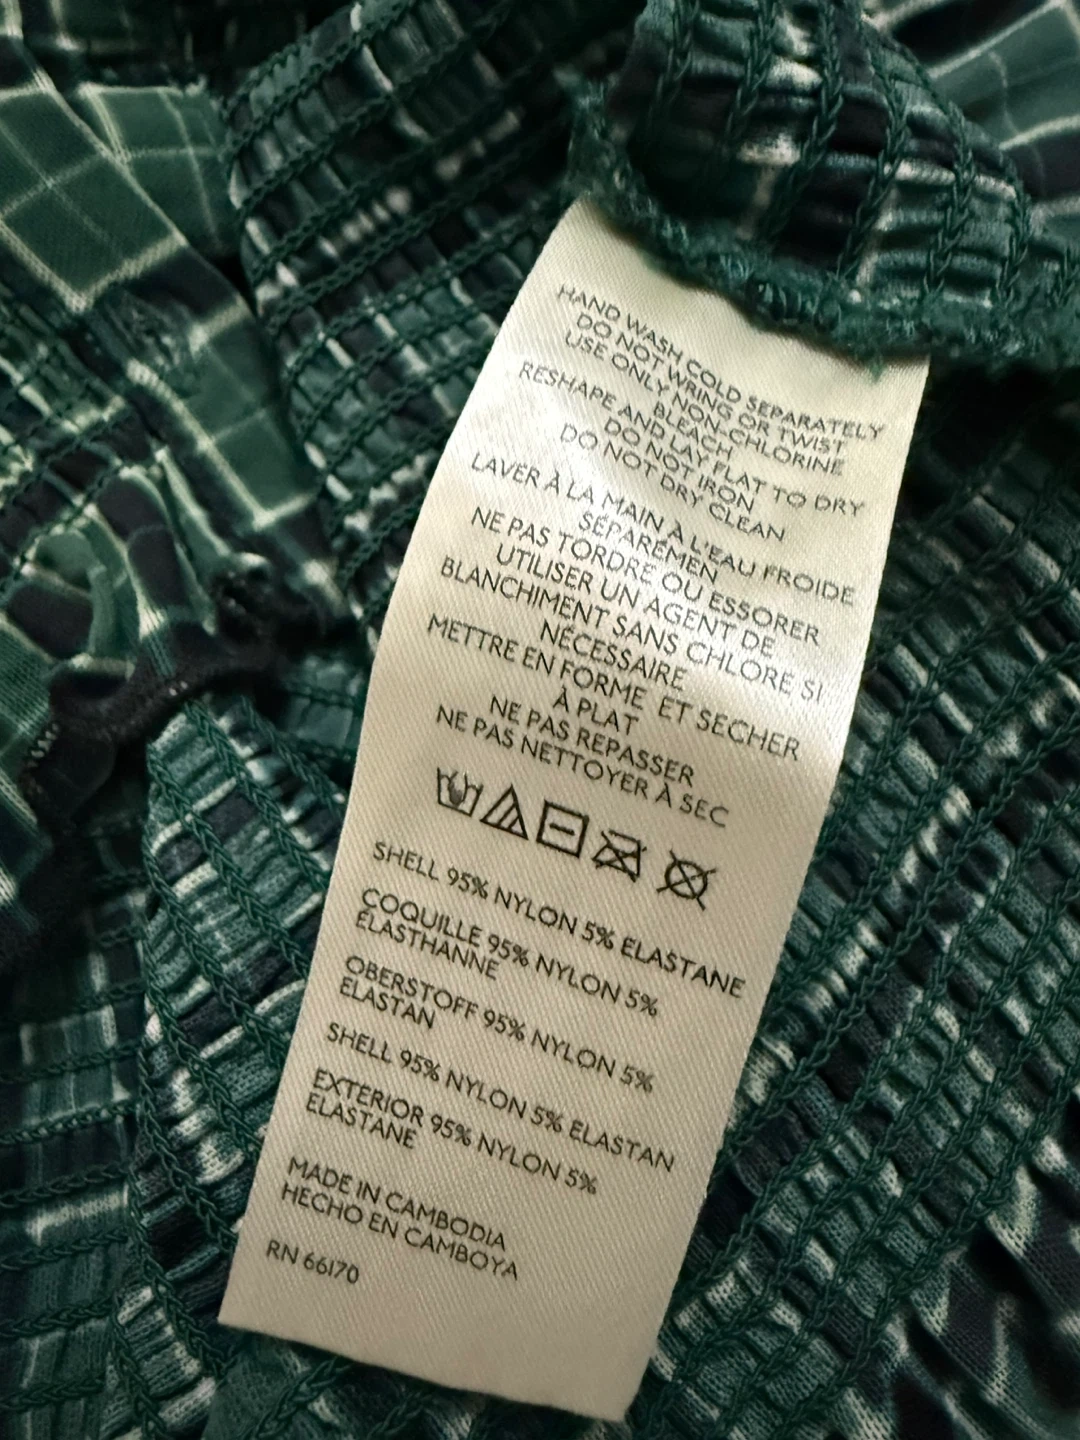 HAND WASH COLD SEPARATELY
DO NOT WRING OR TWIST
USE ONLY NON-CHLORINE
BLEACH
RESHAPE AND LAY FLAT TO DRY
DO NOT IRON
DO NOT DRY CLEAN
LAVER À LA MAIN À L'EAU FROIDE
SÉPARÉMEN
NE PAS TORDRE OU ESSORER
UTILISER UN AGENT DE
BLANCHIMENT SANS CHLORE SI
NÉCESSAIRE
METTRE EN FORME ET SECHER
À PLAT
NE PAS REPASSER
NE PAS NETTOYER À SEC
SHELL 95% NYLON 5% ELASTANE
COQUILLE 95% NYLON 5%
ÉLASTHANNE
OBERSTOFF 95% NYLON 5%
ELASTAN
SHELL 95% NYLON 5% ELASTAN
EXTERIOR 95% NYLON 5%
ELASTANE
MADE IN CAMBODIA
HECHO EN CAMBOYA
RN 66170